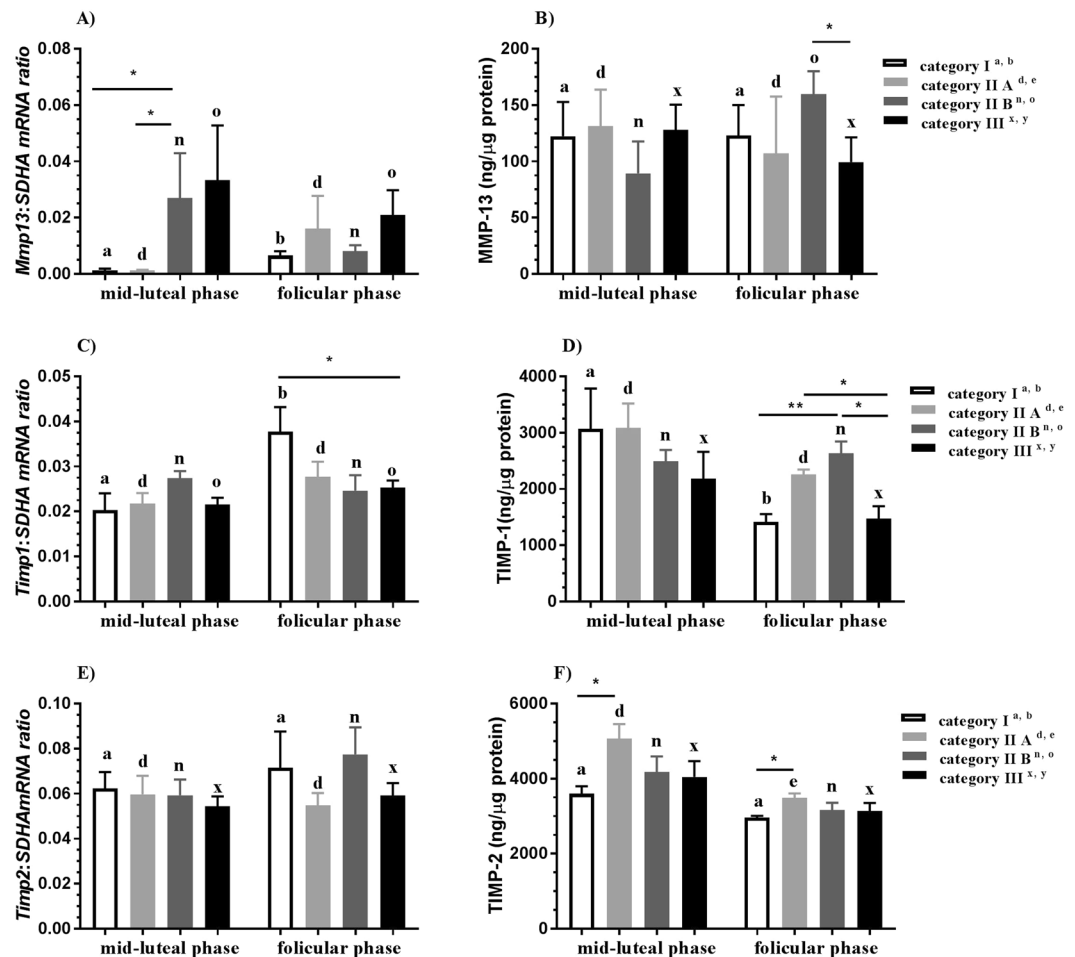 A)
Mmp13:SDHA mRNA ratio
0.08
0.06
0.04
0.02
0.00
*
*
a d n o
b d n o
mid-luteal phase folicular phase
B)
MMP-13 (ng/µg protein)
200
150
100
50
0
*
a d n x
a d o x
mid-luteal phase folicular phase
category I a, b
category II A d, e
category II B n, o
category III x, y
C)
Timp1:SDHA mRNA ratio
0.05
0.04
0.03
0.02
0.01
0.00
*
a d n o
b d n o
mid-luteal phase folicular phase
D)
TIMP-1(ng/µg protein)
4000
3000
2000
1000
0
*
** *
a d n x
b d n x
mid-luteal phase folicular phase
category I a, b
category II A d, e
category II B n, o
category III x, y
E)
Timp2:SDHAmRNA ratio
0.10
0.08
0.06
0.04
0.02
0.00
a d n x
a d n x
mid-luteal phase folicular phase
F)
TIMP-2 (ng/µg protein)
6000
4000
2000
0
*
*
a d n x
a e n x
mid-luteal phase folicular phase
category I a, b
category II A d, e
category II B n, o
category III x, y